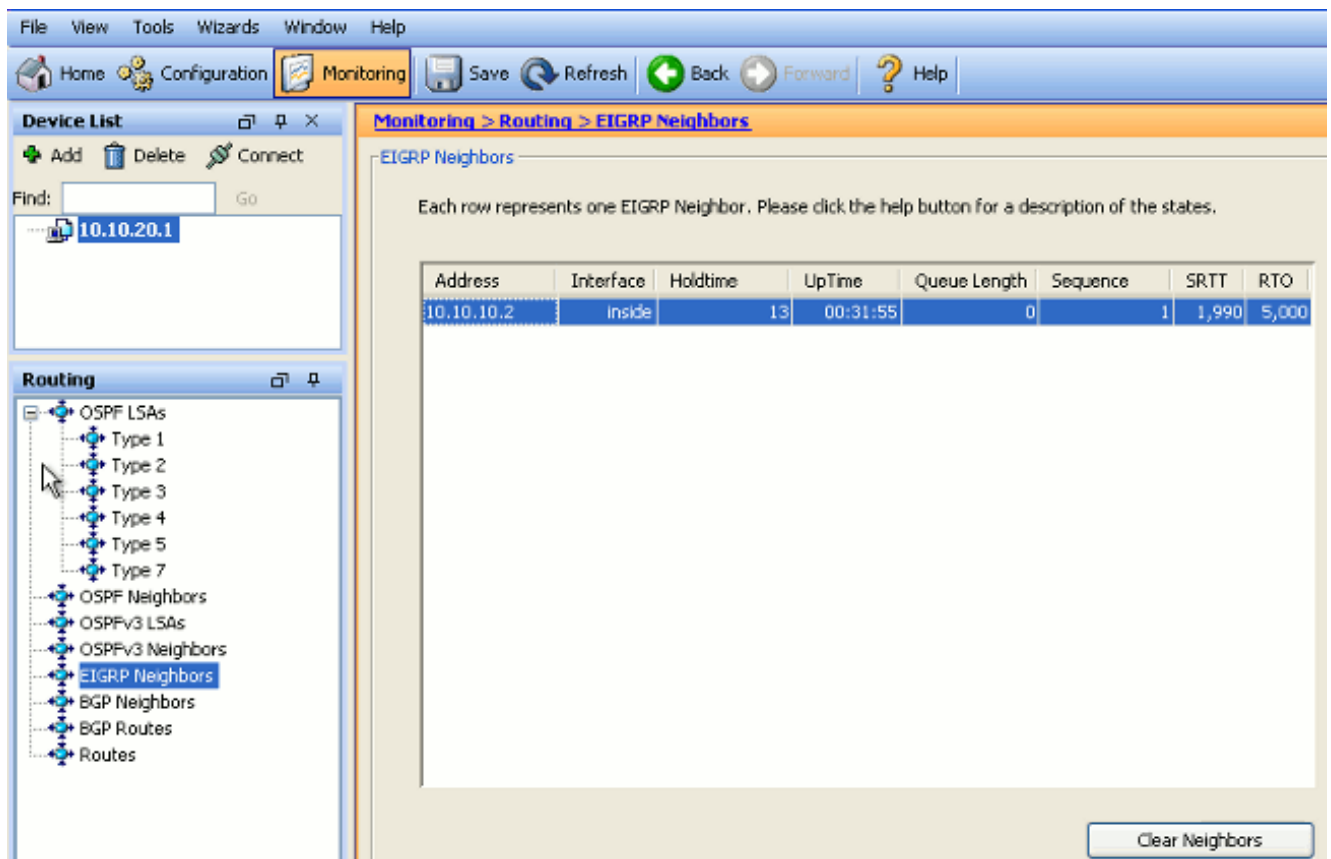 File View Tools Wizards Window Help
Home Configuration Monitoring Save Refresh Back Forward Help
Device List
Add Delete Connect
Find: Go
10.10.20.1
Routing
OSPF LSAs
Type 1
Type 2
Type 3
Type 4
Type 5
Type 7
OSPF Neighbors
OSPFv3 LSAs
OSPFv3 Neighbors
EIGRP Neighbors
BGP Neighbors
BGP Routes
Routes
Monitoring > Routing > EIGRP Neighbors
EIGRP Neighbors
Each row represents one EIGRP Neighbor. Please click the help button for a description of the states.
Address Interface Holdtime UpTime Queue Length Sequence SRTT RTO
10.10.10.2 inside 13 00:31:55 0 1 1,990 5,000
Clear Neighbors